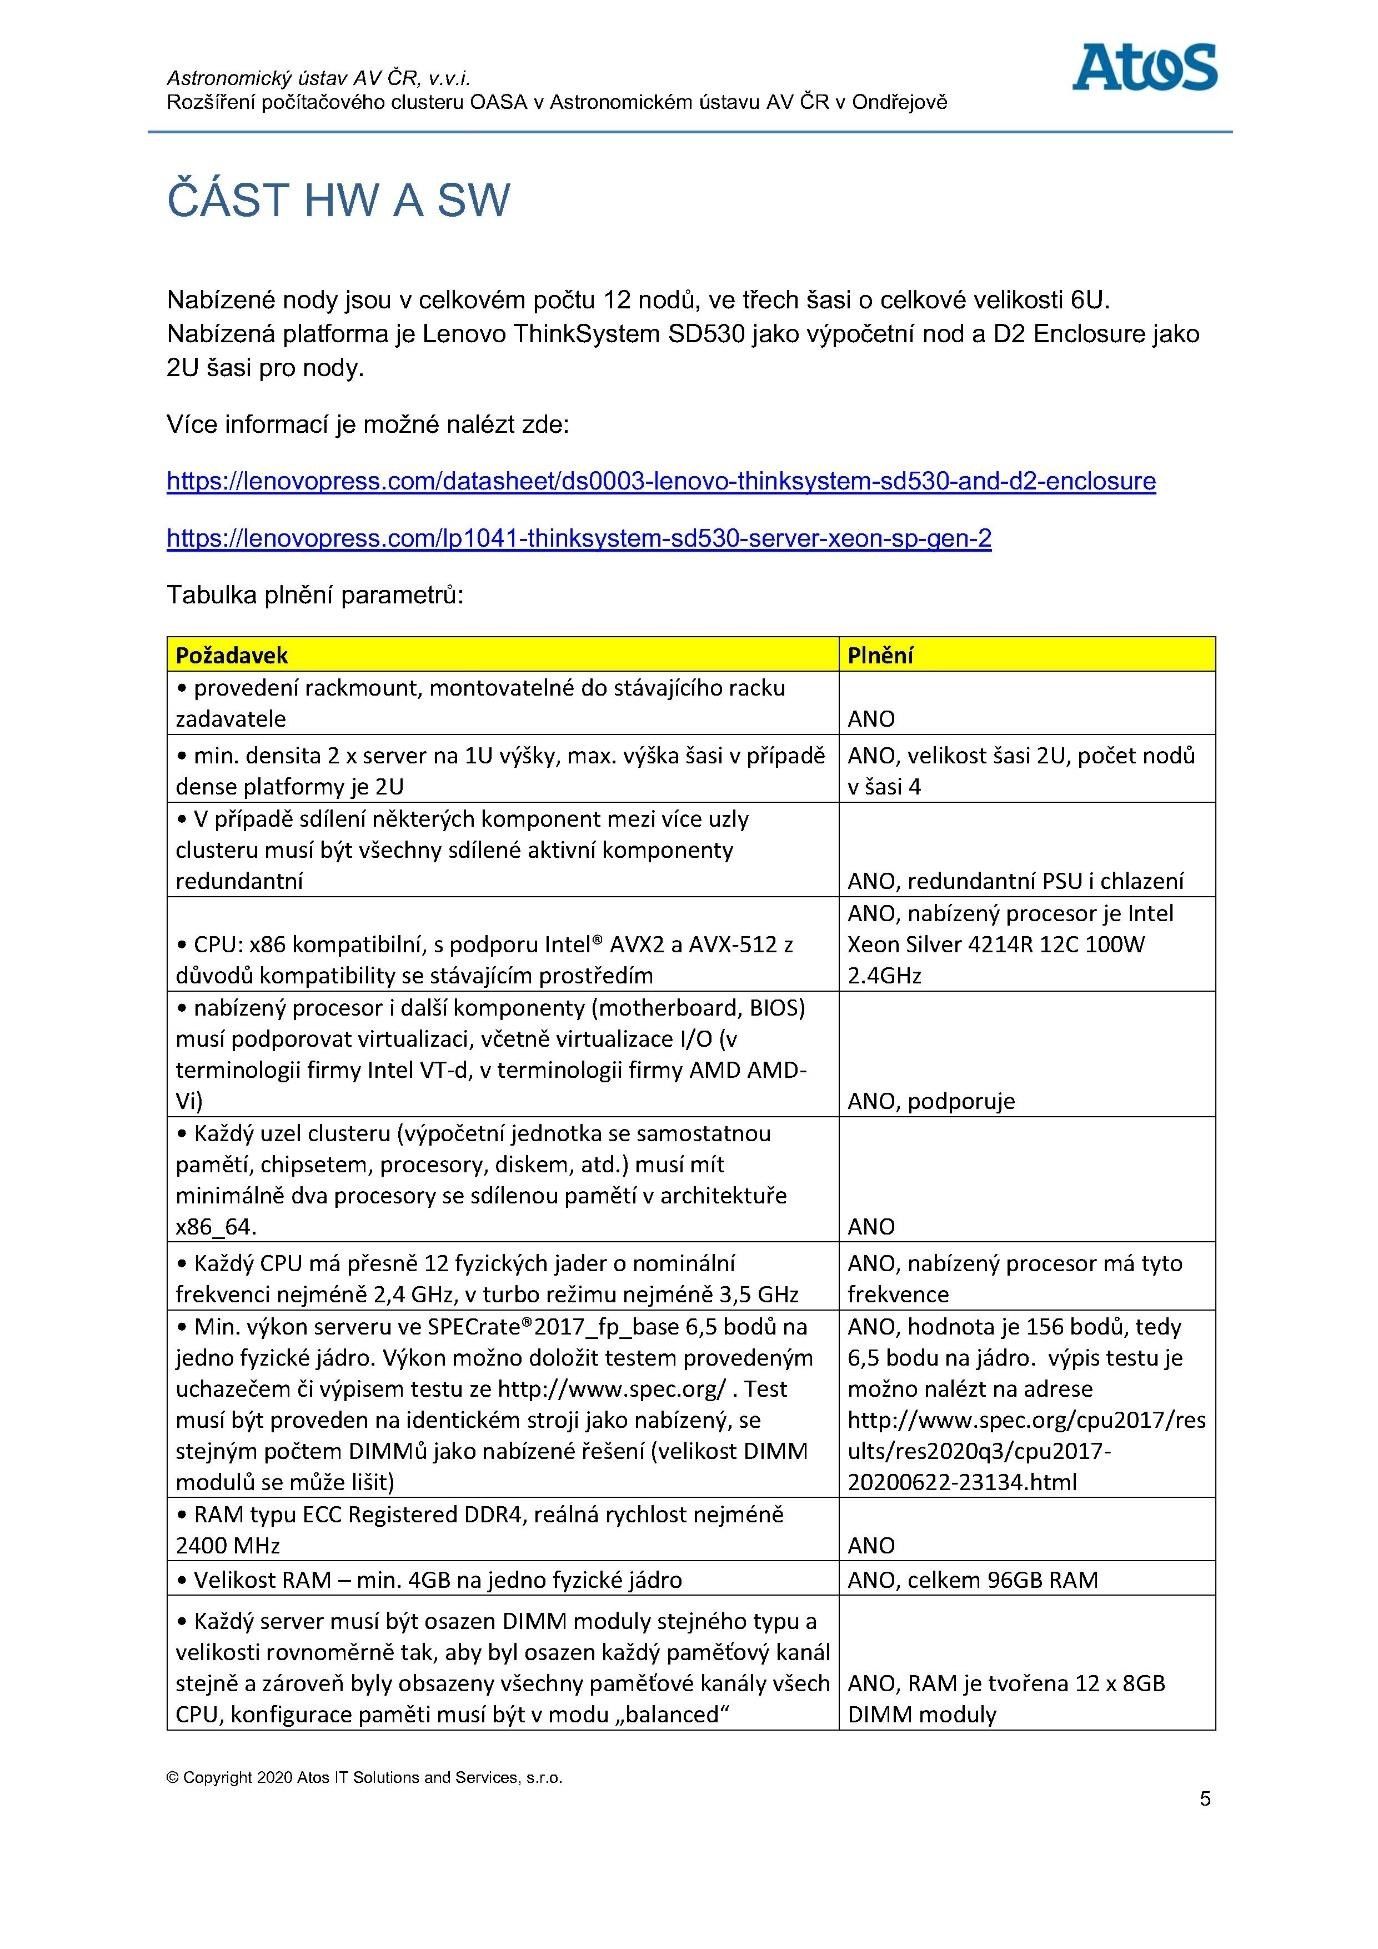 Astronomický ústav AV ČR, v.v.i.
Rozšíření počítačového clusteru OASA v Astronomickém ústavu AV ČR v Ondřejově
Atos
ČÁST HW A SW
Nabízené nody jsou v celkovém počtu 12 nodů, ve třech šasi o celkové velikosti 6U.
Nabízená platforma je Lenovo ThinkSystem SD530 jako výpočetní nod a D2 Enclosure jako
2U šasi pro nody.
Více informací je možné nalézt zde:
https://lenovopress.com/datasheet/ds0003-lenovo-thinksystem-sd530-and-d2-enclosure
https://lenovopress.com/lp1041-thinksystem-sd530-server-xeon-sp-gen-2
Tabulka plnění parametrů:
Požadavek
Plnění
• provedení rackmount, montovatelné do stávajícího racku
zadavatele
ANO
• min. densita 2 x server na 1U výšky, max. výška šasi v případě
dense platformy je 2U
ANO, velikost šasi 2U, počet nodů
v šasi 4
• V případě sdílení některých komponent mezi více uzly
clusteru musí být všechny sdílené aktivní komponenty
redundantní
ANO, redundantní PSU i chlazení
• CPU: x86 kompatibilní, s podporu Intel® AVX2 a AVX-512 z
důvodů kompatibility se stávajícím prostředím
ANO, nabízený procesor je Intel
Xeon Silver 4214R 12C 100W
2.4GHz
• nabízený procesor i další komponenty (motherboard, BIOS)
musí podporovat virtualizaci, včetně virtualizace I/O (v
terminologii firmy Intel VT-d, v terminologii firmy AMD AMD-
Vi)
ANO, podporuje
• Každý uzel clusteru (výpočetní jednotka se samostatnou
pamětí, chipsetem, procesory, diskem, atd.) musí mít
minimálně dva procesory se sdílenou pamětí v architektuře
x86_64.
ANO
• Každý CPU má přesně 12 fyzických jader o nominální
frekvenci nejméně 2,4 GHz, v turbo režimu nejméně 3,5 GHz
ANO, nabízený procesor má tyto
frekvence
• Min. výkon serveru ve SPECrate®2017_fp_base 6,5 bodů na
jedno fyzické jádro. Výkon možno doložit testem provedeným
uchazečem či výpisem testu ze http://www.spec.org/ . Test
musí být proveden na identickém stroji jako nabízený, se
stejným počtem DIMMů jako nabízené řešení (velikost DIMM
modulů se může lišit)
ANO, hodnota je 156 bodů, tedy
6,5 bodu na jádro.  výpis testu je
možno nalézt na adrese
http://www.spec.org/cpu2017/res
ults/res2020q3/cpu2017-
20200622-23134.html
• RAM typu ECC Registered DDR4, reálná rychlost nejméně
2400 MHz
ANO
• Velikost RAM – min. 4GB na jedno fyzické jádro
ANO, celkem 96GB RAM
• Každý server musí být osazen DIMM moduly stejného typu a
velikosti rovnoměrně tak, aby byl osazen každý paměťový kanál
stejně a zároveň byly obsazeny všechny paměťové kanály všech
CPU, konfigurace paměti musí být v modu „balanced“
ANO, RAM je tvořena 12 x 8GB
DIMM moduly
© Copyright 2020 Atos IT Solutions and Services, s.r.o.
5